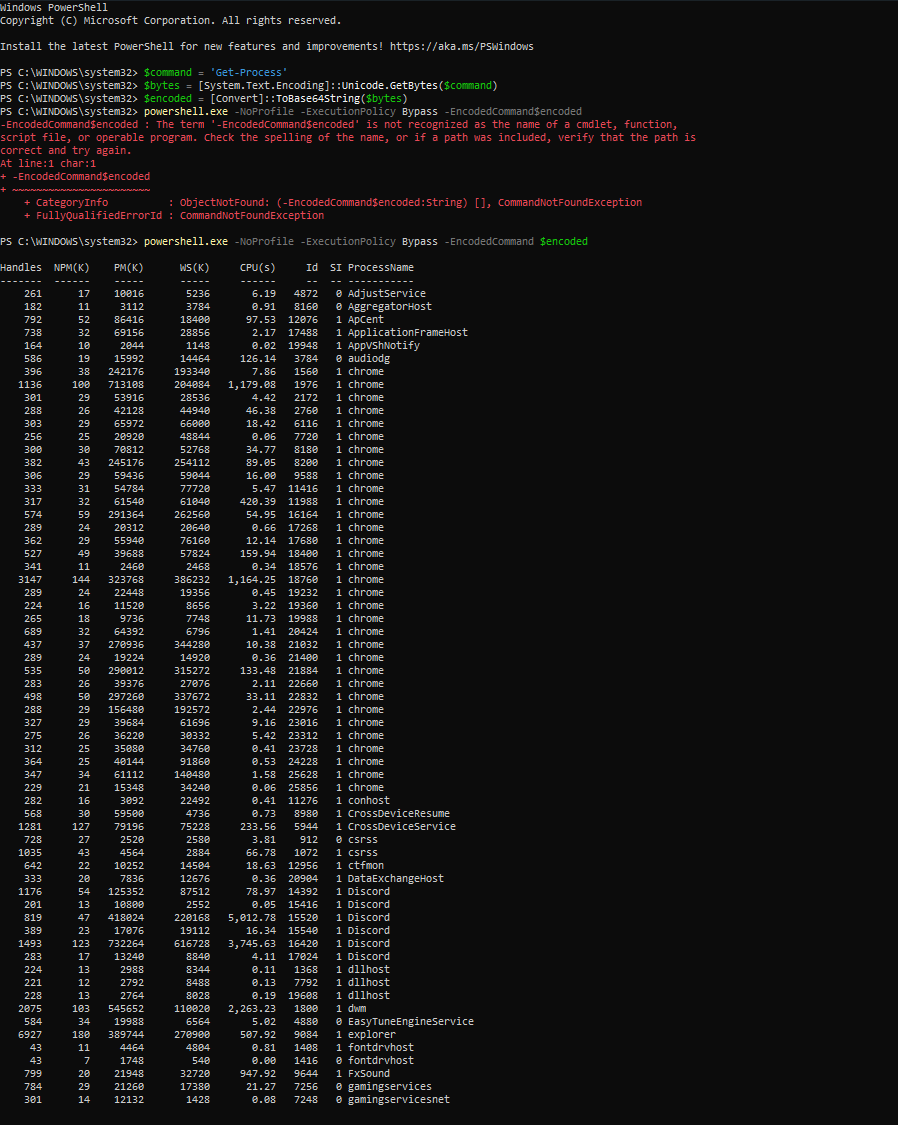 Windows PowerShell
Copyright (C) Microsoft Corporation. All rights reserved.
Install the latest PowerShell for new features and improvements! https://aka.ms/PSWindows
PS C:\WINDOWS\system32> $command = 'Get-Process'
PS C:\WINDOWS\system32> $bytes = [System.Text.Encoding]::Unicode.GetBytes($command)
PS C:\WINDOWS\system32> $encoded = [Convert]::ToBase64String($bytes)
PS C:\WINDOWS\system32> powershell.exe -NoProfile -ExecutionPolicy Bypass -EncodedCommand$encoded
-EncodedCommand$encoded : The term '-EncodedCommand$encoded' is not recognized as the name of a cmdlet, function,
script file, or operable program. Check the spelling of the name, or if a path was included, verify that the path is
correct and try again.
At line:1 char:1
+ -EncodedCommand$encoded
+ ~~~~~~~~~~~~~~~~~~~~~~~
    + CategoryInfo          : ObjectNotFound: (-EncodedCommand$encoded:String) [], CommandNotFoundException
    + FullyQualifiedErrorId : CommandNotFoundException
PS C:\WINDOWS\system32> powershell.exe -NoProfile -ExecutionPolicy Bypass -EncodedCommand $encoded
Handles  NPM(K)    PM(K)      WS(K)     CPU(s)     Id  SI ProcessName
-------  ------    -----      -----     ------     --  -- -----------
    261      17    10016       5236       6.19   4872   0 AdjustService
    182      11     3112       3784       0.91   8160   0 AggregatorHost
    792      52    86416      18400      97.53  12076   1 ApCent
    738      32    69156      28856       2.17  17488   1 ApplicationFrameHost
    164      10     2044       1148       0.02  19948   1 AppVShNotify
    586      19    15992      14464     126.14   3784   0 audiodg
    396      38   242176     193340       7.86   1560   1 chrome
   1136     100   713108     204084   1,179.08   1976   1 chrome
    301      29    53916      28536       4.42   2172   1 chrome
    288      26    42128      44940      46.38   2760   1 chrome
    303      29    65972      66000      18.42   6116   1 chrome
    256      25    20920      48844       0.06   7720   1 chrome
    300      30    70812      52768      34.77   8180   1 chrome
    382      43   245176     254112      89.05   8200   1 chrome
    306      29    59436      59044      16.00   9588   1 chrome
    333      31    54784      77720       5.47  11416   1 chrome
    317      32    61540      61040     420.39  11988   1 chrome
    574      59   291364     262560      54.95  16164   1 chrome
    289      24    20312      20640       0.66  17268   1 chrome
    362      29    55940      76160      12.14  17680   1 chrome
    527      49    39688      57824     159.94  18400   1 chrome
    341      11     2460       2468       0.34  18576   1 chrome
   3147     144   323768     386232   1,164.25  18760   1 chrome
    289      24    22448      19356       0.45  19232   1 chrome
    224      16    11520       8656       3.22  19360   1 chrome
    265      18     9736       7748      11.73  19988   1 chrome
    689      32    64392       6796       1.41  20424   1 chrome
    437      37   270936     344280      10.38  21032   1 chrome
    289      24    19224      14920       0.36  21400   1 chrome
    535      50   290012     315272     133.48  21884   1 chrome
    283      26    39376      27076       2.11  22660   1 chrome
    498      50   297260     337672      33.11  22832   1 chrome
    288      29   156480     192572       2.44  22976   1 chrome
    327      29    39684      61696       9.16  23016   1 chrome
    275      26    36220      30332       5.42  23312   1 chrome
    312      25    35080      34760       0.41  23728   1 chrome
    364      25    40144      91860       0.53  24228   1 chrome
    347      34    61112     140480       1.58  25628   1 chrome
    229      21    15348      34240       0.06  25856   1 chrome
    282      16     3092      22492       0.41  11276   1 conhost
    568      30    59500       4736       0.73   8980   1 CrossDeviceResume
   1281     127    79196      75228     233.56   5944   1 CrossDeviceService
    728      27     2520       2580       3.81    912   0 csrss
   1035      43     4564       2884      66.78   1072   1 csrss
    642      22    10252      14504      18.63  12956   1 ctfmon
    333      20     7836      12676       0.36  20904   1 DataExchangeHost
   1176      54   125352      87512      78.97  14392   1 Discord
    201      13    10800       2552       0.05  15416   1 Discord
    819      47   418024     220168   5,012.78  15520   1 Discord
    389      23    17076      19112      16.34  15540   1 Discord
   1493     123   732264     616728   3,745.63  16420   1 Discord
    283      17    13240       8840       4.11  17024   1 Discord
    224      13     2988       8344       0.11   1368   1 dllhost
    221      12     2792       8488       0.13   7792   1 dllhost
    228      13     2764       8028       0.19  19608   1 dllhost
   2075     103   545652     110020   2,263.23   1800   1 dwm
    584      34    19988       6564       5.02   4880   0 EasyTuneEngineService
   6927     180   389744     270900     507.92   9084   1 explorer
     43      11     4464       4804       0.81   1408   1 fontdrvhost
     43       7     1748        540       0.00   1416   0 fontdrvhost
    799      20    21948      32720     947.92   9644   1 FxSound
    784      29    21260      17380      21.27   7256   0 gamingservices
    301      14    12132       1428       0.08   7248   0 gamingservicesnet